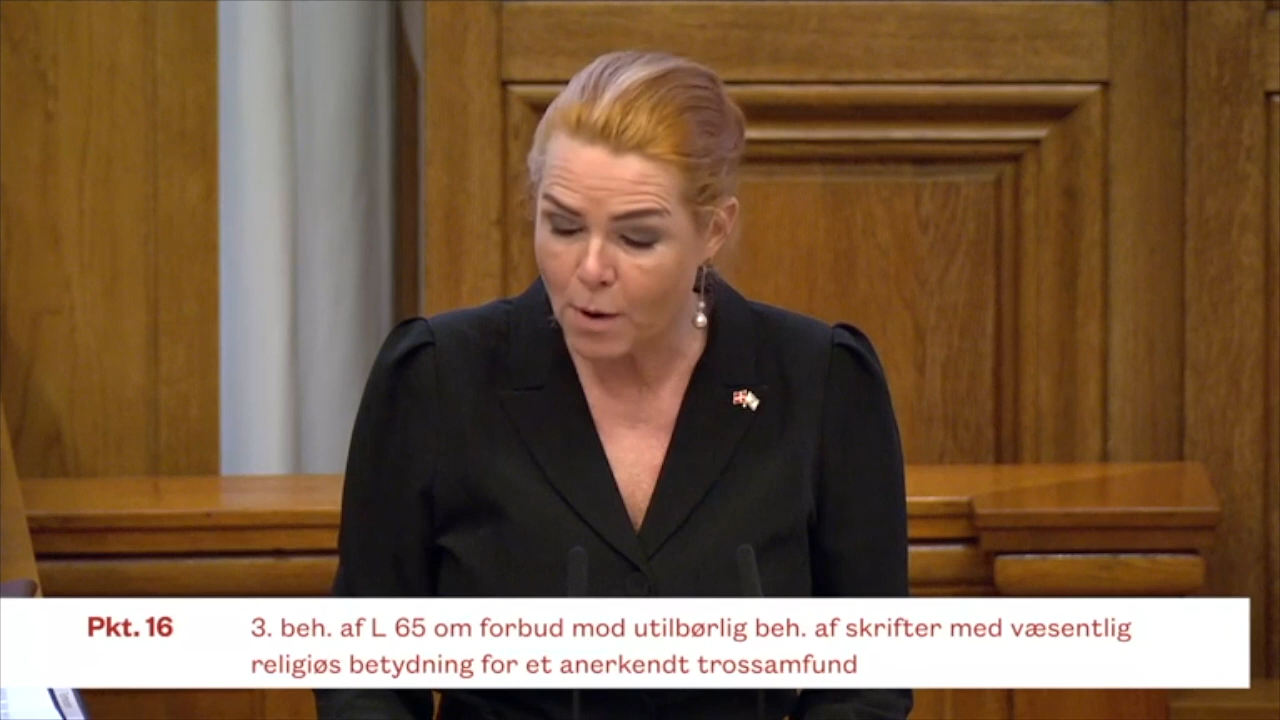 Pkt. 16
3. beh. af L 65 om forbud mod utilbørlig beh. af skrifter med væsentlig
religiøs betydning for et anerkendt trossamfund